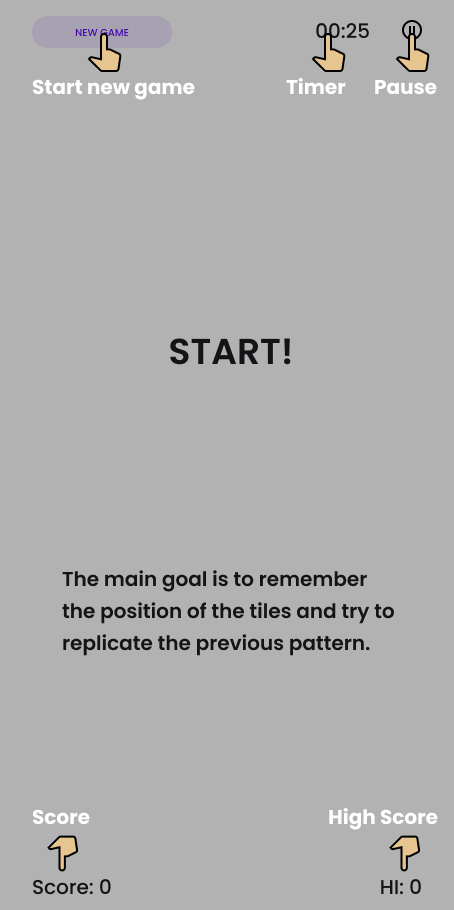 NEW GAME
00:25
Start new game
Timer
Pause
START!
The main goal is to remember
the position of the tiles and try to
replicate the previous pattern.
Score
High Score
Score: 0
HI: 0